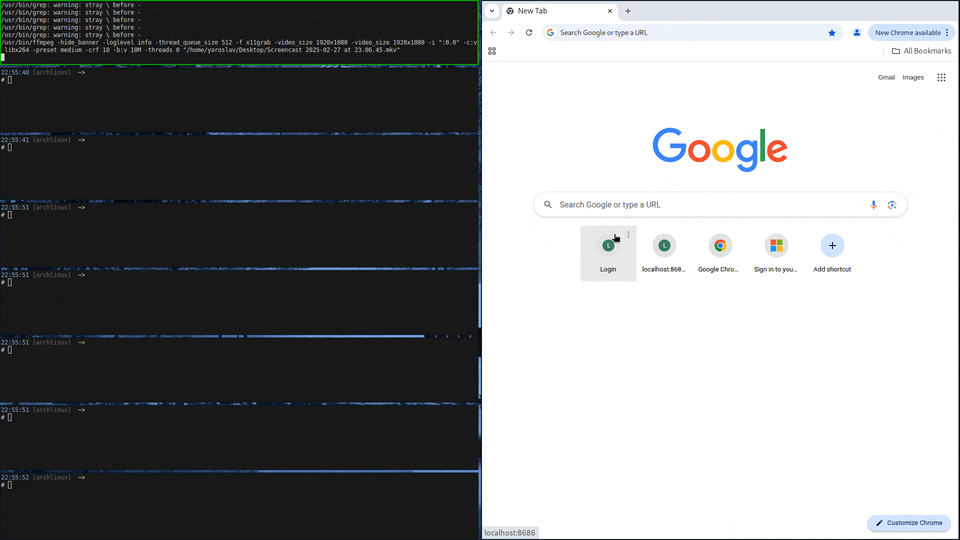 /usr/bin/grep: warning: stray \ before -
/usr/bin/grep: warning: stray \ before -
/usr/bin/grep: warning: stray \ before -
/usr/bin/grep: warning: stray \ before -
/usr/bin/grep: warning: stray \ before -
/usr/bin/ffmpeg -hide_banner -loglevel info -thread_queue_size 512 -f x11grab -video_size 1920x1080 -video_size 1920x1080 -i ":0.0" -c:v
libx264 -preset medium -crf 18 -b:v 10M -threads 0 "/home/yaroslav/Desktop/Screencast 2025-02-27 at 23.06.45.mkv"
22:55:40 [archlinux] ~>
#
22:55:41 [archlinux] ~>
#
22:55:51 [archlinux] ~>
#
22:55:51 [archlinux] ~>
#
22:55:51 [archlinux] ~>
#
22:55:51 [archlinux] ~>
#
22:55:52 [archlinux] ~>
#
New Tab
Search Google or type a URL
New Chrome available
All Bookmarks
Gmail Images
Google
Search Google or type a URL
L L
Login localhost:868... Google Chro... Sign in to you... Add shortcut
localhost:8686
Customize Chrome